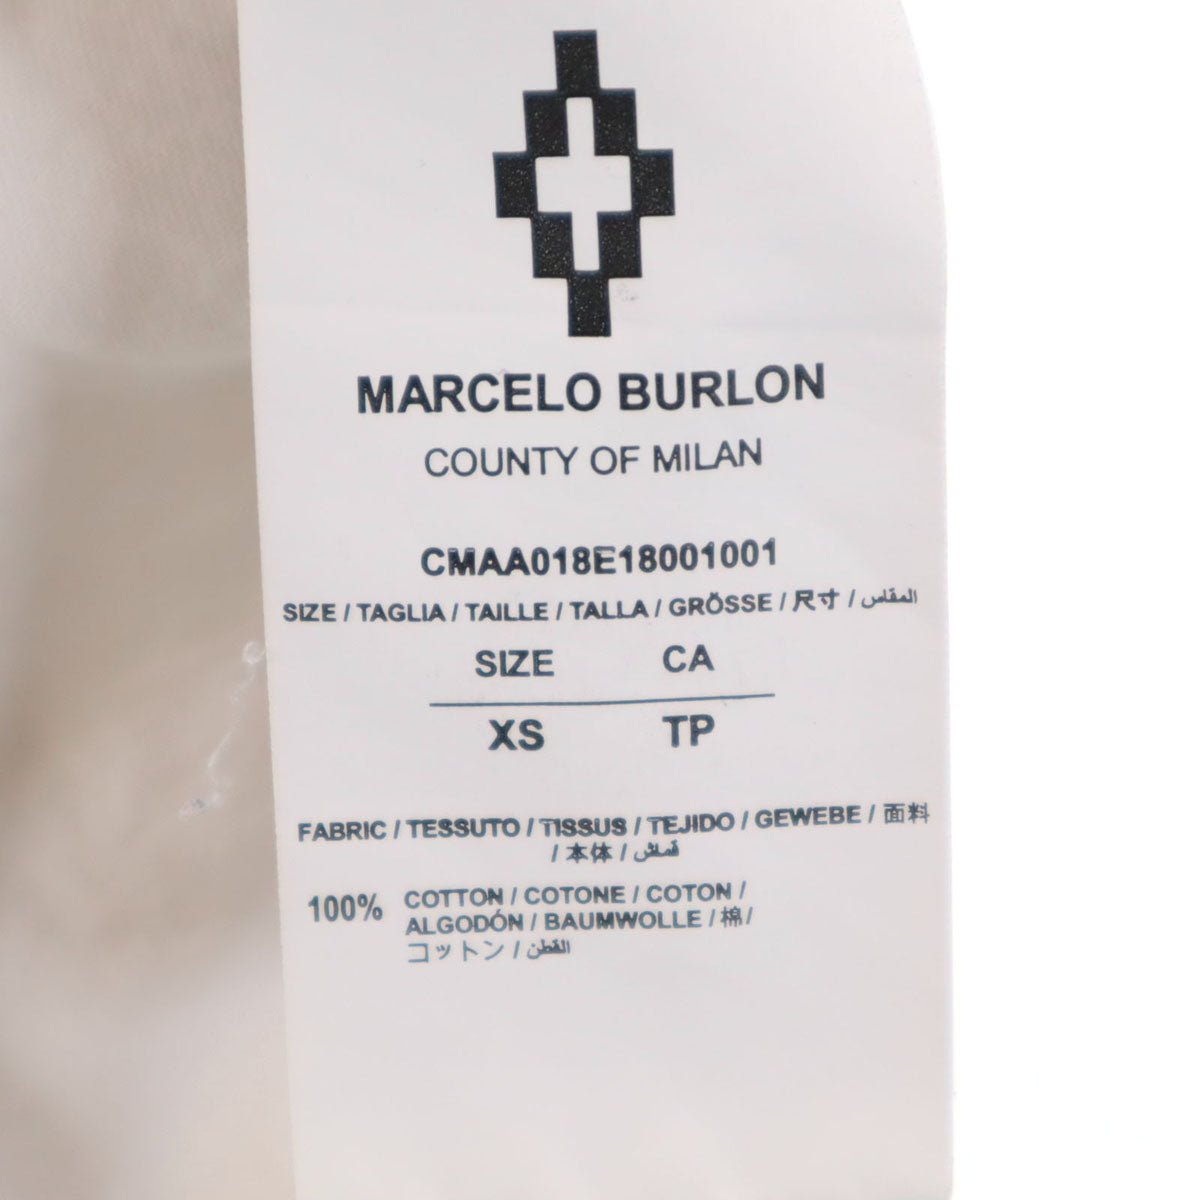 MARCELO BURLON
COUNTY OF MILAN
CMAA018E18001001
SIZE / TAGLIA / TAILLE / TALLA / GRÖSSE / 尺寸 / المقاس
SIZE CA
XS TP
FABRIC / TESSUTO / TISSUS / TEJIDO / GEWEBE / 面料
/ 本体 / قماش
100% COTTON / COTONE / COTON /
ALGODÓN / BAUMWOLLE / 棉 /
コットン / القطن